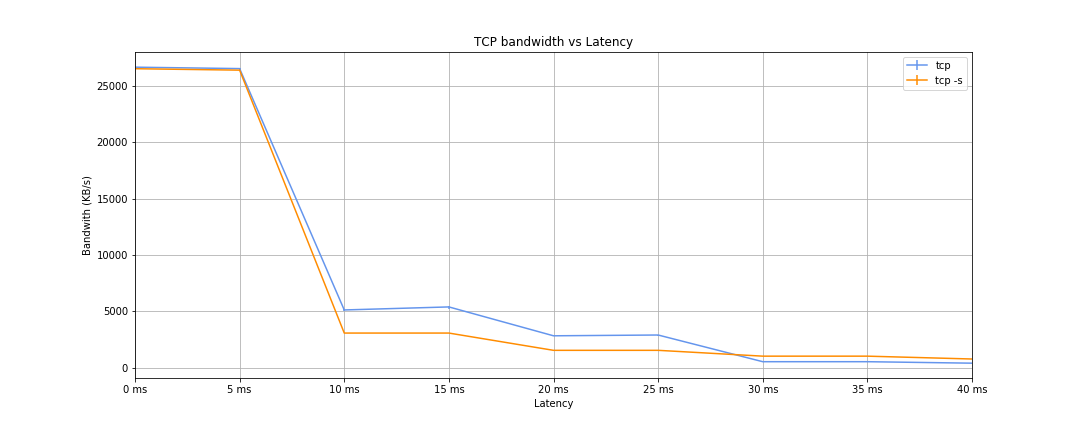 TCP bandwidth vs Latency
tcp
tcp -s
25000
20000
15000
10000
5000
0
Bandwith (KB/s)
0 ms
5 ms
10 ms
15 ms
20 ms
25 ms
30 ms
35 ms
40 ms
Latency